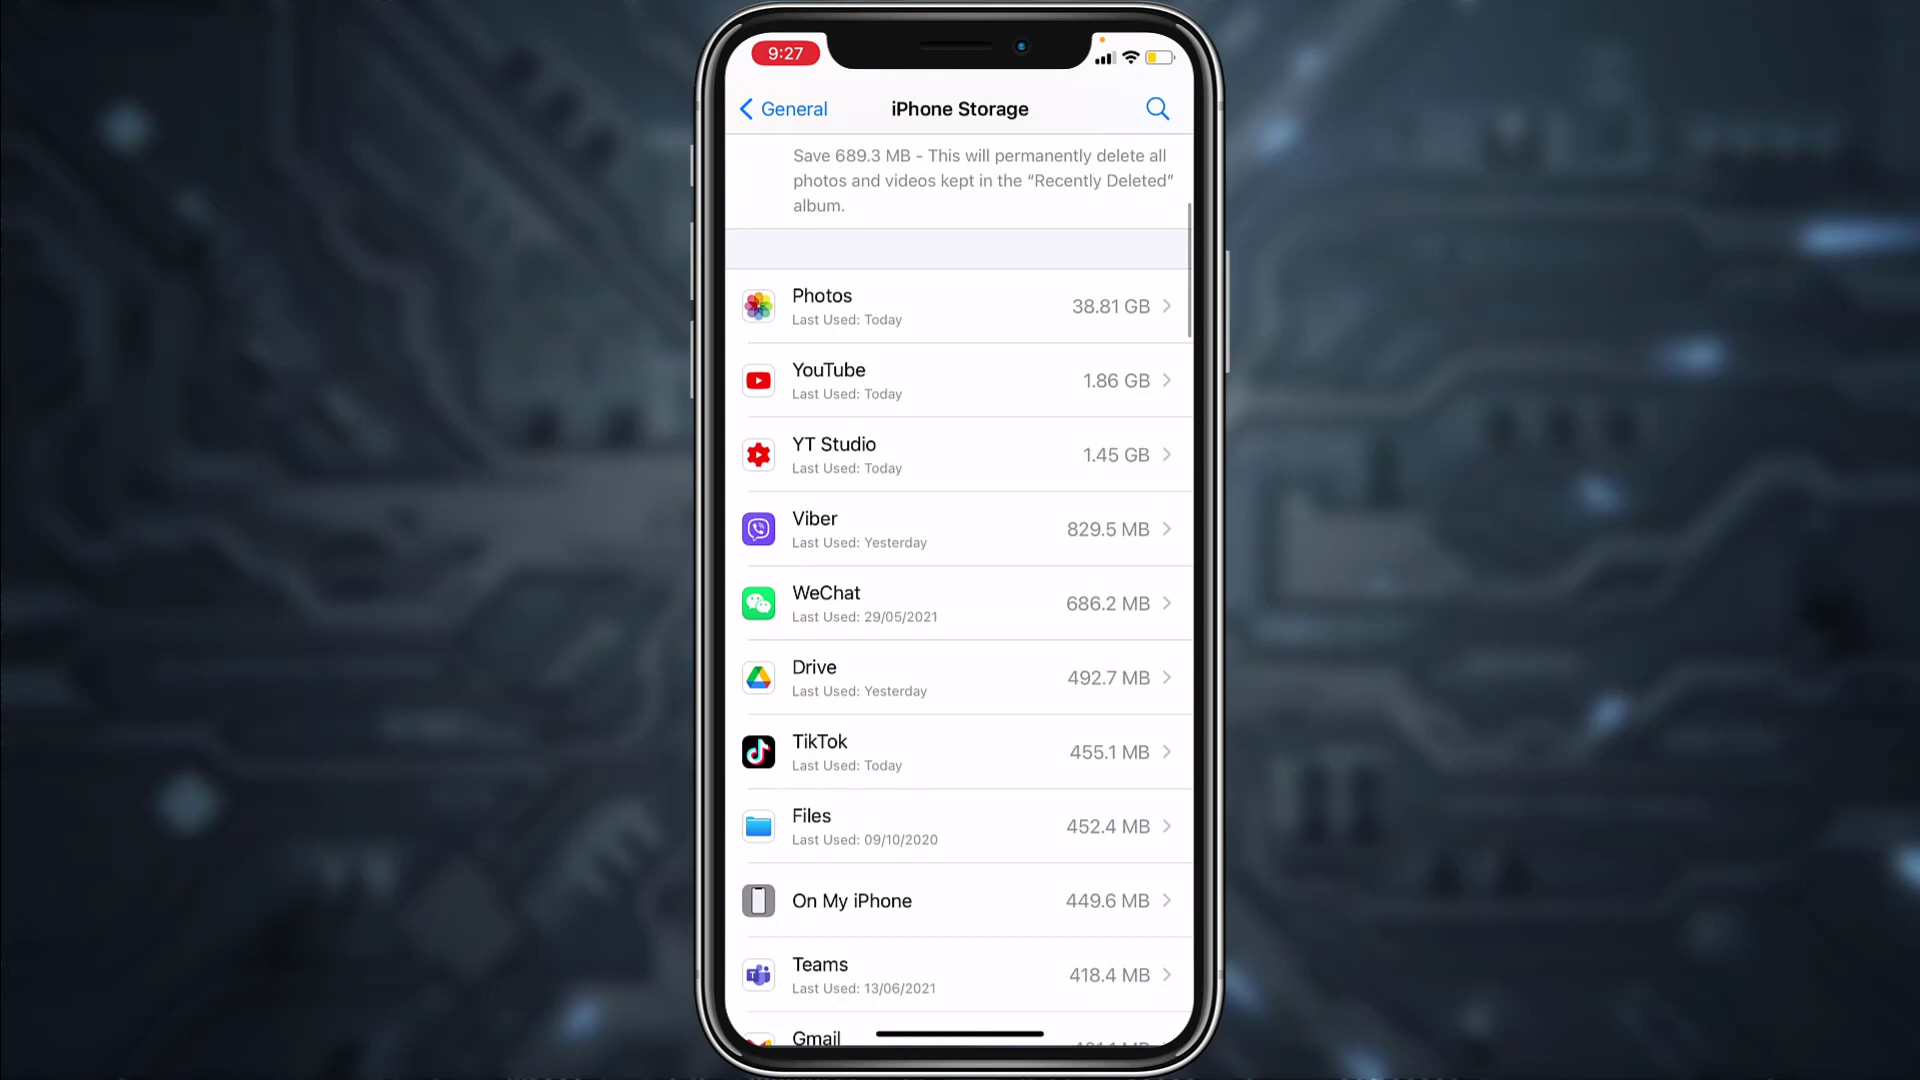 9:27
General
iPhone Storage
Save 689.3 MB - This will permanently delete all
photos and videos kept in the “Recently Deleted”
album.
Photos
38.81 GB
Last Used: Today
YouTube
1.86 GB
Last Used: Today
YT Studio
1.45 GB
Last Used: Today
Viber
829.5 MB
Last Used: Yesterday
WeChat
686.2 MB
Last Used: 29/05/2021
Drive
492.7 MB
Last Used: Yesterday
TikTok
455.1 MB
Last Used: Today
Files
452.4 MB
Last Used: 09/10/2020
On My iPhone
449.6 MB
Teams
418.4 MB
Last Used: 13/06/2021
Gmail